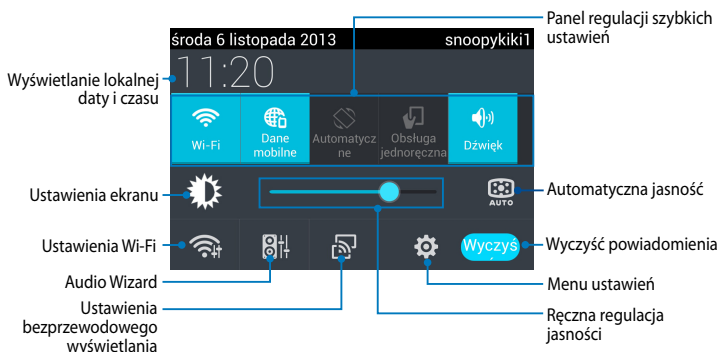 Panel regulacji szybkich
ustawień
środa 6 listopada 2013 snoopykiki1
11:20
Wyświetlanie lokalnej
daty i czasu
Wi-Fi
Dane
mobilne
Automatycz
ne
Obsługa
jednoręczna
Dźwięk
Ustawienia ekranu
AUTO
Automatyczna jasność
Ustawienia Wi-Fi
Wyczyś
Wyczyść powiadomienia
Audio Wizard
Menu ustawień
Ustawienia
bezprzewodowego
wyświetlania
Ręczna regulacja
jasności